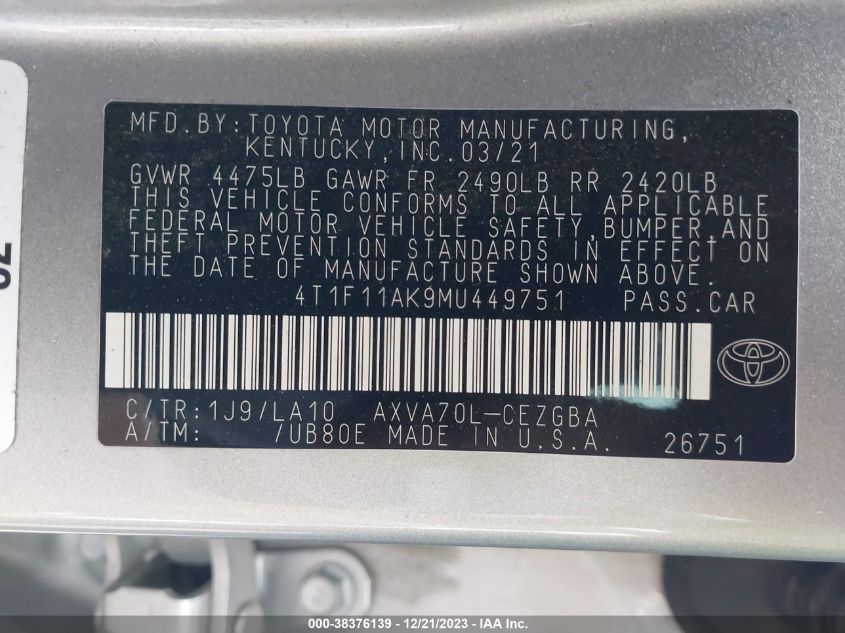 MFD.BY:TOYOTA MOTOR MANUFACTURING,
KENTUCKY,INC.03/21
GVWR 4475LB GAWR FR 2490LB RR 2420LB
THIS VEHICLE CONFORMS TO ALL APPLICABLE
FEDERAL MOTOR VEHICLE SAFETY,BUMPER,AND
THEFT PREVENTION STANDARDS IN EFFECT ON
THE DATE OF MANUFACTURE SHOWN ABOVE.
4T1F11AK9MU449751 PASS.CAR
C/TR:1J9/LA10 AXVA70L-CEZGBA
A/TM: /UB80E MADE IN U.S.A. 26751
000-38376139 - 12/21/2023 - IAA Inc.